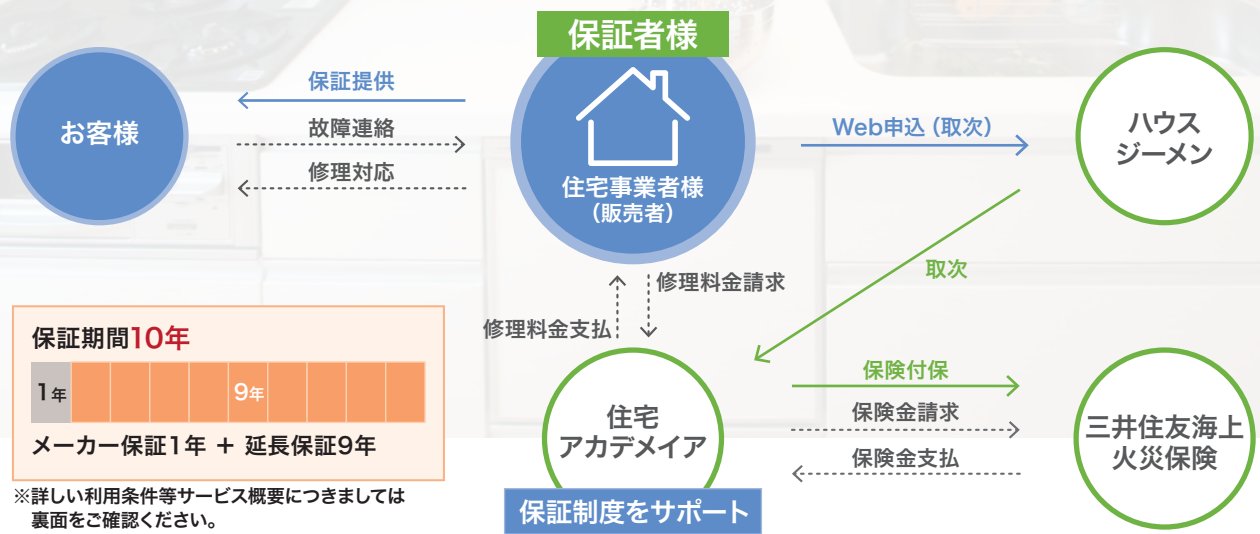 保証者様
お客様
保証提供
故障連絡
修理対応
住宅事業者様
（販売者）
Web申込（取次）
ハウス
ジーメン
取次
修理料金請求
修理料金支払
保証期間10年
1年
9年
メーカー保証1年 ＋ 延長保証9年
※詳しい利用条件等サービス概要につきましては
裏面をご確認ください。
住宅
アカデメイア
保証制度をサポート
保険付保
保険金請求
保険金支払
三井住友海上
火災保険